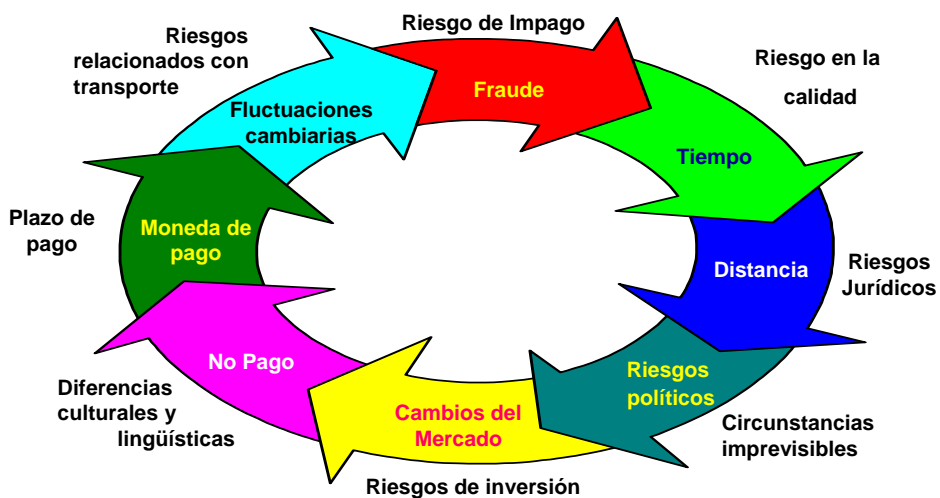 Riesgo de Impago
Riesgos
relacionados con
transporte
Riesgo en la
calidad
Fraude
Fluctuaciones
cambiarias
Tiempo
Plazo de
pago
Moneda de
pago
Distancia
Riesgos
Jurídicos
No Pago
Riesgos
políticos
Diferencias
culturales y
lingüísticas
Cambios del
Mercado
Circunstancias
imprevisibles
Riesgos de inversión